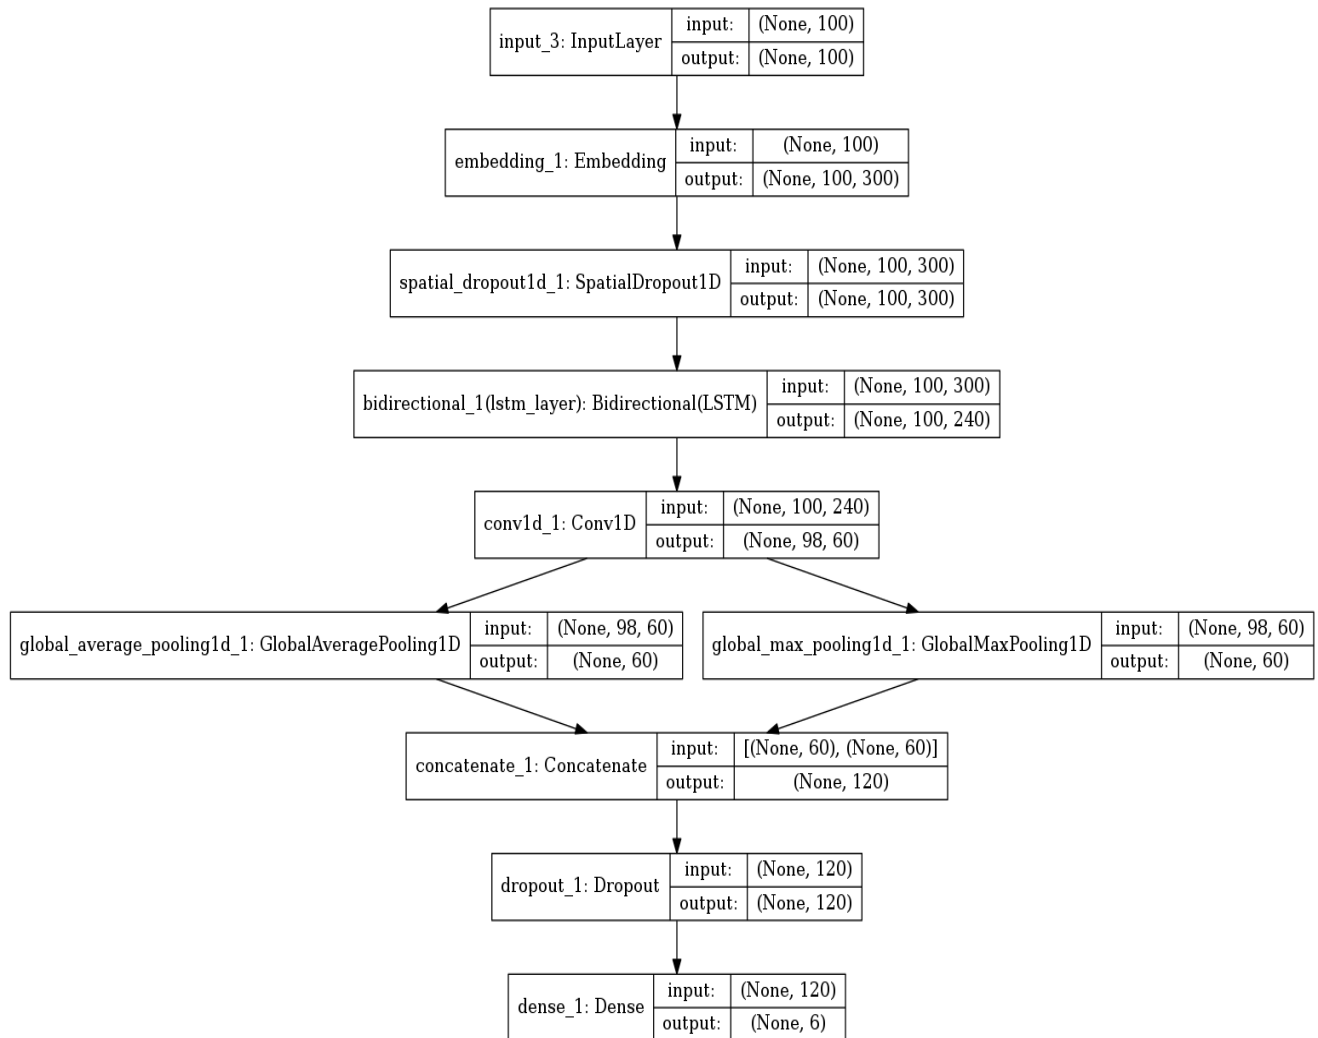 input_3: InputLayer
input: (None, 100)
output: (None, 100)
embedding_1: Embedding
input: (None, 100)
output: (None, 100, 300)
spatial_dropout1d_1: SpatialDropout1D
input: (None, 100, 300)
output: (None, 100, 300)
bidirectional_1(lstm_layer): Bidirectional(LSTM)
input: (None, 100, 300)
output: (None, 100, 240)
conv1d_1: Conv1D
input: (None, 100, 240)
output: (None, 98, 60)
global_average_pooling1d_1: GlobalAveragePooling1D
input: (None, 98, 60)
output: (None, 60)
global_max_pooling1d_1: GlobalMaxPooling1D
input: (None, 98, 60)
output: (None, 60)
concatenate_1: Concatenate
input: [(None, 60), (None, 60)]
output: (None, 120)
dropout_1: Dropout
input: (None, 120)
output: (None, 120)
dense_1: Dense
input: (None, 120)
output: (None, 6)